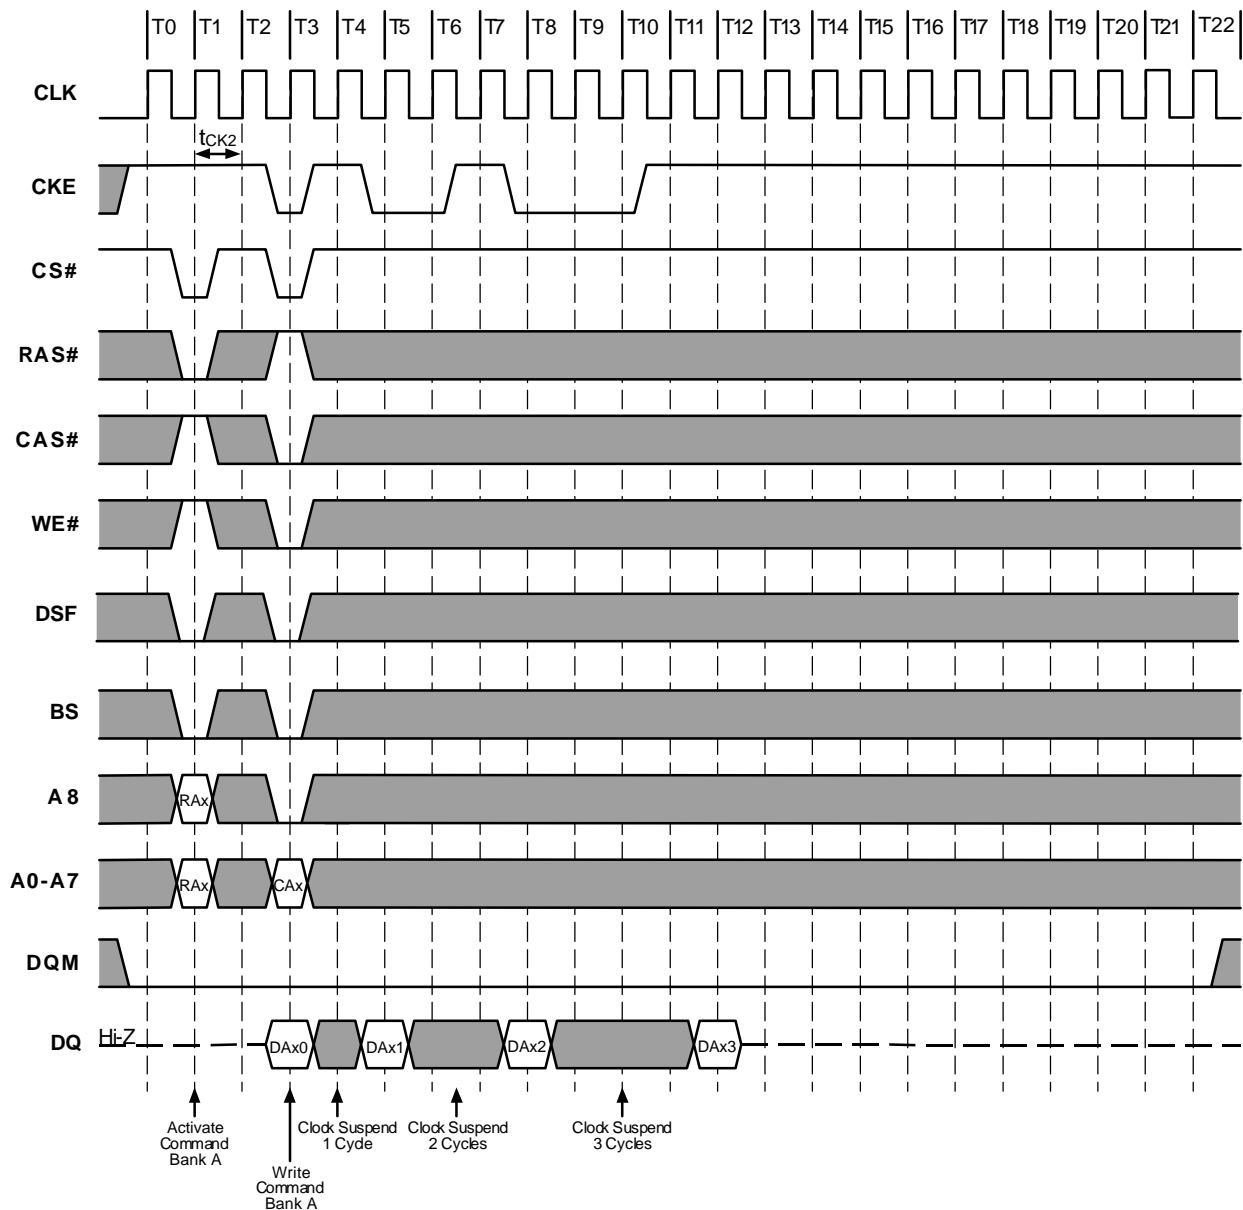 T0 T1 T2 T3 T4 T5 T6 T7 T8 T9 T10 T11 T12 T13 T14 T15 T16 T17 T18 T19 T20 T21 T22
CLK
tCK2
CKE
CS#
RAS#
CAS#
WE#
DSF
BS
A8
RAx
A0-A7
RAx CAx
DQM
DQ Hi-Z DAx0 DAx1 DAx2 DAx3
Activate
Command
Bank A
Write
Command
Bank A
Clock Suspend
1 Cycle
Clock Suspend
2 Cycles
Clock Suspend
3 Cycles